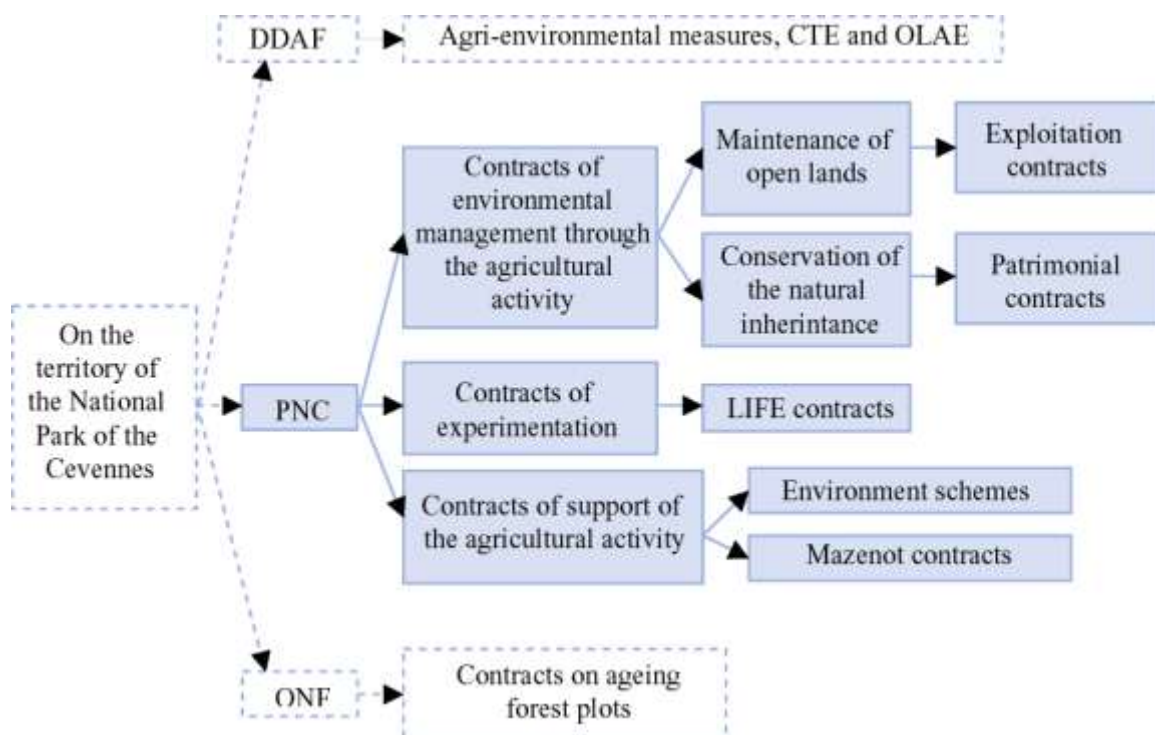 DDAF
Agri-environmental measures, CTE and OLAE
Contracts of
environmental
management through
the agricultural
activity
Maintenance of
open lands
Exploitation
contracts
Conservation of
the natural
inherintance
Patrimonial
contracts
On the
territory of
the National
Park of the
Cevennes
PNC
Contracts of
experimentation
LIFE contracts
Contracts of support of
the agricultural activity
Environment schemes
Mazenot contracts
ONF
Contracts on ageing
forest plots